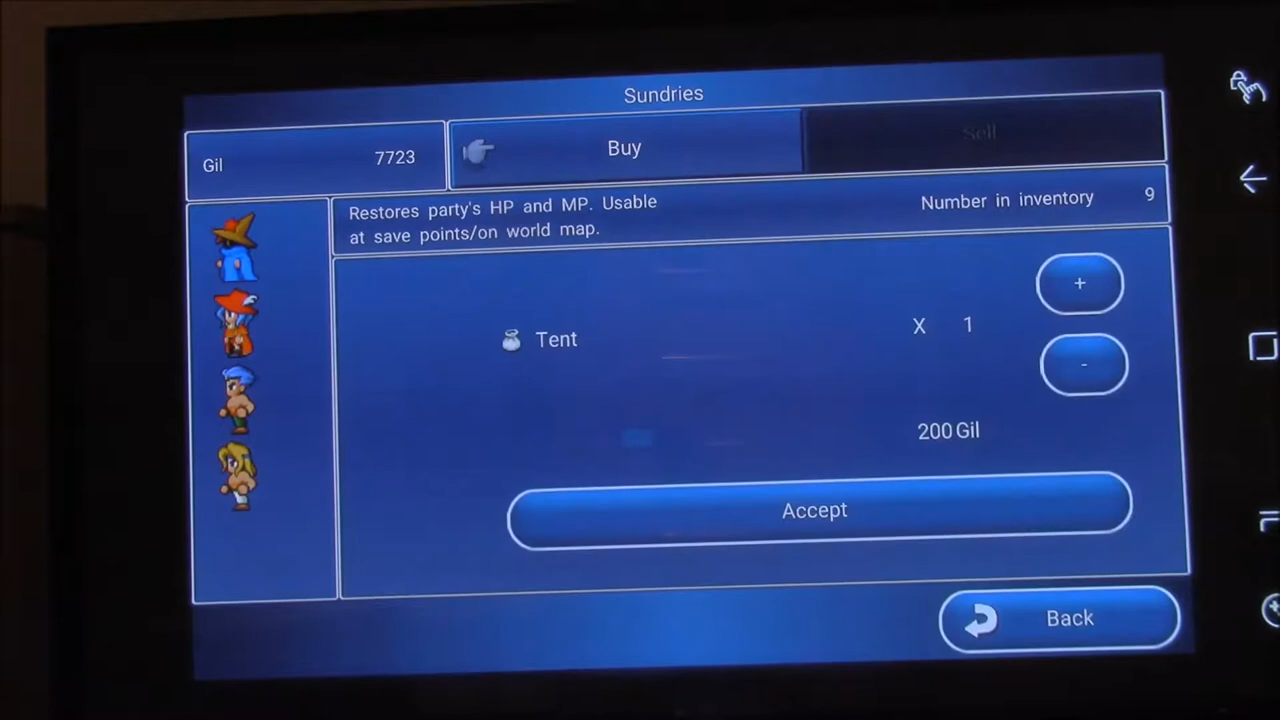 Sundries
Gil 7723
Buy
Sell
Restores party's HP and MP. Usable
at save points/on world map.
Number in inventory 9
+
Tent X 1
-
200 Gil
Accept
Back